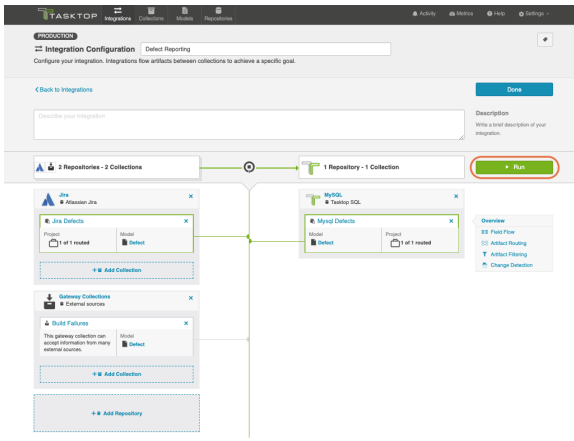 TASKTOP
Integrations
Collections
Models
Repositories
Activity
Metrics
Help
Settings
PRODUCTION
Integration Configuration
Defect Reporting
Configure your integration. Integrations flow artifacts between collections to achieve a specific goal.
Back to Integrations
Done
Describe your integration
Description
Write a brief description of your
integration.
2 Repositories - 2 Collections
1 Repository - 1 Collection
Run
Jira
Atlassian Jira
Jira Defects
Project
1 of 1 routed
Model
Defect
+ Add Collection
MySQL
Tasktop SQL
Mysql Defects
Model
Defect
Project
1 of 1 routed
Overview
Field Flow
Artifact Routing
Artifact Filtering
Change Detection
Gateway Collections
External sources
Build Failures
This gateway collection can
accept information from many
external sources.
Model
Defect
+ Add Collection
+ Add Repository